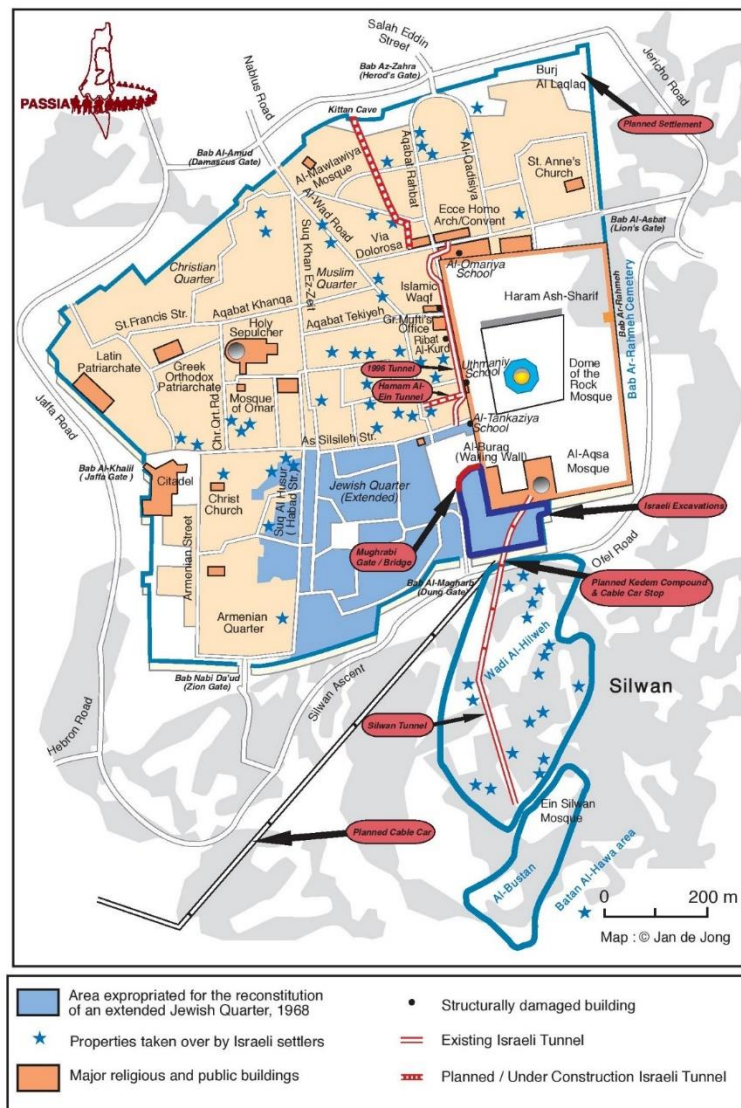 PASSIA
Salah Eddin
Street
Bab Az-Zahra
(Herod's Gate)
Jericho Road
Nablus Road
Burj
Al Laqlaq
Planned Settlement
Kittan Cave
Bab Al-Amud
(Damascus Gate)
Al-Mawlawiya
Mosque
Aqabat Rahbat
Al-Qadisiya
St. Anne's
Church
Al-Wad Road
Ecce Homo
Arch/Convent
Bab Al-Asbat
(Lion's Gate)
Via
Dolorosa
Suq Khan Ez-Zet
Al-Omariya
School
Christian
Quarter
Muslim
Quarter
Islamic
Waqf
Haram Ash-Sharif
Bab Ar-Rahmeh
Bab Ar-Rahmeh Cemetery
Aqabat Khanqa
St.Francis Str.
Aqabat Tekiyeh
Gr.Mufti's
Office
Holy
Sepulcher
Ribat
Al-Kurd
Latin
Patriarchate
Greek
Orthodox
Patriarchate
1996 Tunnel
Uthmaniy
School
Dome
of the
Rock
Mosque
Hamam Al-
Ein Tunnel
Mosque
of Omar
Chr.Qrt.Rd
Jaffa Road
Al-Tankaziya
School
As Silsileh Str.
Al-Buraq
(Wailing Wall)
Al-Aqsa
Mosque
Bab Al-Khalil
(Jaffa Gate)
Citadel
Christ
Church
Suq Al Husur
(Habad Str.)
Jewish Quarter
(Extended)
Israeli Excavations
Mughrabi
Gate / Bridge
Ofel Road
Armenian Street
Bab Al-Magharb
(Dung Gate)
Planned Kedem Compound
& Cable Car Stop
Armenian
Quarter
Wadi Al-Hilweh
Bab Nabi Da'ud
(Zion Gate)
Silwan Ascent
Silwan
Hebron Road
Silwan Tunnel
Ein Silwan
Mosque
Planned Cable Car
Al-Bustan
Batan Al-Hawa area
0 200 m
Map : © Jan de Jong
Area expropriated for the reconstitution
of an extended Jewish Quarter, 1968
Properties taken over by Israeli settlers
Major religious and public buildings
Structurally damaged building
Existing Israeli Tunnel
Planned / Under Construction Israeli Tunnel